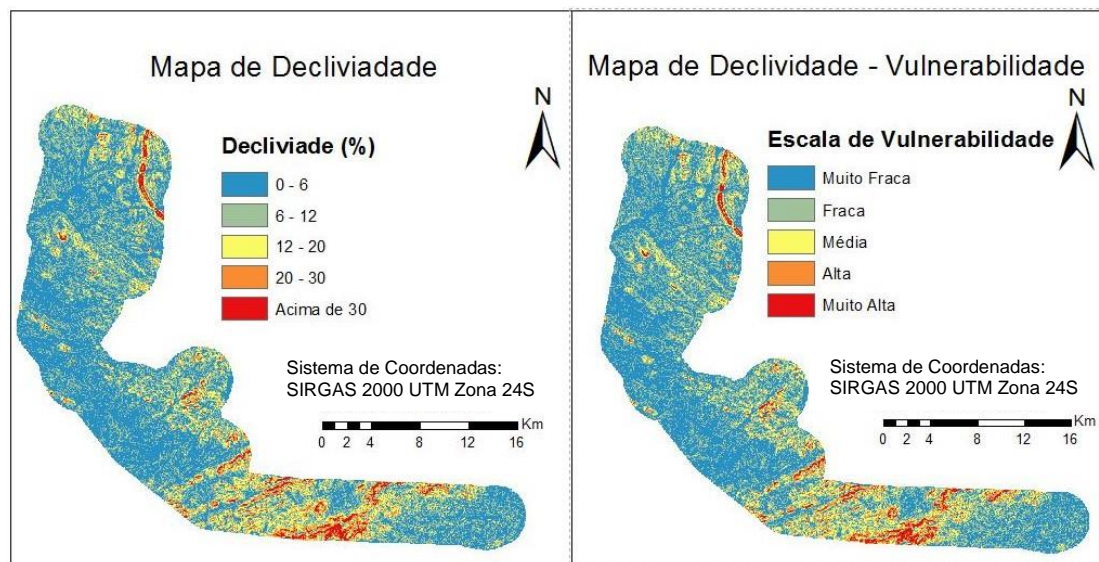 Mapa de Decliviadade
N
Decliviade (%)
0 - 6
6 - 12
12 - 20
20 - 30
Acima de 30
Sistema de Coordenadas:
SIRGAS 2000 UTM Zona 24S
Km
0 2 4 8 12 16
Mapa de Declividade - Vulnerabilidade
N
Escala de Vulnerabilidade
Muito Fraca
Fraca
Média
Alta
Muito Alta
Sistema de Coordenadas:
SIRGAS 2000 UTM Zona 24S
Km
0 2 4 8 12 16